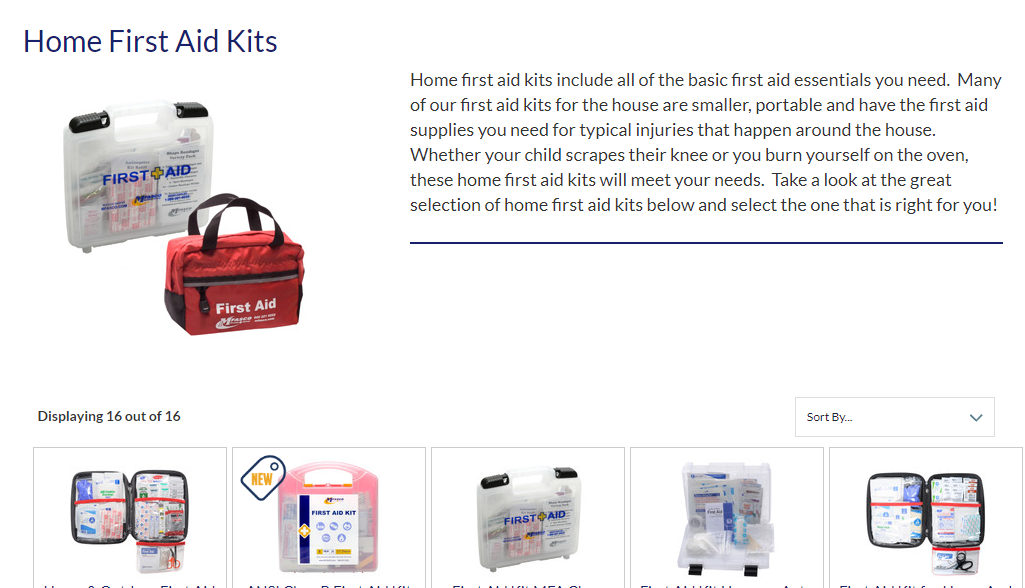 Home First Aid Kits
Home first aid kits include all of the basic first aid essentials you need.  Many
of our first aid kits for the house are smaller, portable and have the first aid
supplies you need for typical injuries that happen around the house.
Whether your child scrapes their knee or you burn yourself on the oven,
these home first aid kits will meet your needs.  Take a look at the great
selection of home first aid kits below and select the one that is right for you!
FIRST AID
First Aid
MFASCO
Displaying 16 out of 16
Sort By...
NEW
FIRST AID KIT
FIRST AID